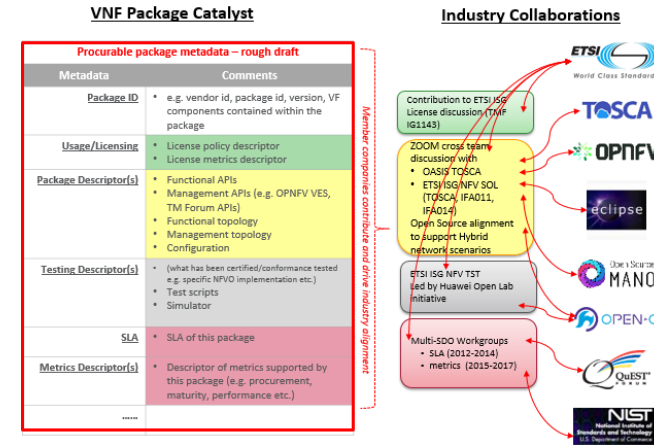 VNF Package Catalyst
Industry Collaborations
Procurable package metadata – rough draft
Metadata
Comments
Package ID
• e.g. vendor id, package id, version, VF
components contained within the
package
Usage/Licensing
• License policy descriptor
• License metrics descriptor
Package Descriptor(s)
• Functional APIs
• Management APIs (e.g. OPNFV VES,
TM Forum APIs)
• Functional topology
• Management topology
• Configuration
Testing Descriptor(s)
• (what has been certified/conformance tested
e.g. specific NFVO implementation etc.)
• Test scripts
• Simulator
SLA
• SLA of this package
Metrics Descriptor(s)
• Descriptor of metrics supported by
this package (e.g. procurement,
maturity, performance etc.)
......
Member companies contribute and drive industry alignment
Contribution to ETSI ISG
License discussion (TMF
IG1143)
ZOOM cross team
discussion with
• OASIS TOSCA
• ETSI ISG NFV SOL
(TOSCA, IFA011,
IFA014)
Open Source alignment
to support Hybrid
network scenarios
ETSI ISG NFV TST
Led by Huawei Open Lab
initiative
Multi-SDO Workgroups
• SLA (2012-2014)
• metrics (2015-2017)
ETSI
World Class Standards
TOSCA
OPNFV
eclipse
Open Source
MANO
OPEN-O
QuEST
FORUM
NIST
National Institute of
Standards and Technology
U.S. Department of Commerce